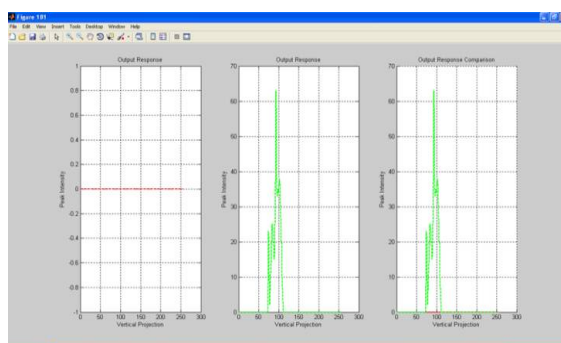 Figure 181
File Edit View Insert Tools Desktop Window Help
Output Response
1
0.8
0.6
0.4
0.2
0
-0.2
-0.4
-0.6
-0.8
-1
0 50 100 150 200 250 300
Peak Intensity
Vertical Projection
Output Response
70
60
50
40
30
20
10
0
0 50 100 150 200 250 300
Peak Intensity
Vertical Projection
Output Response Comparison
70
60
50
40
30
20
10
0
0 50 100 150 200 250 300
Peak Intensity
Vertical Projection